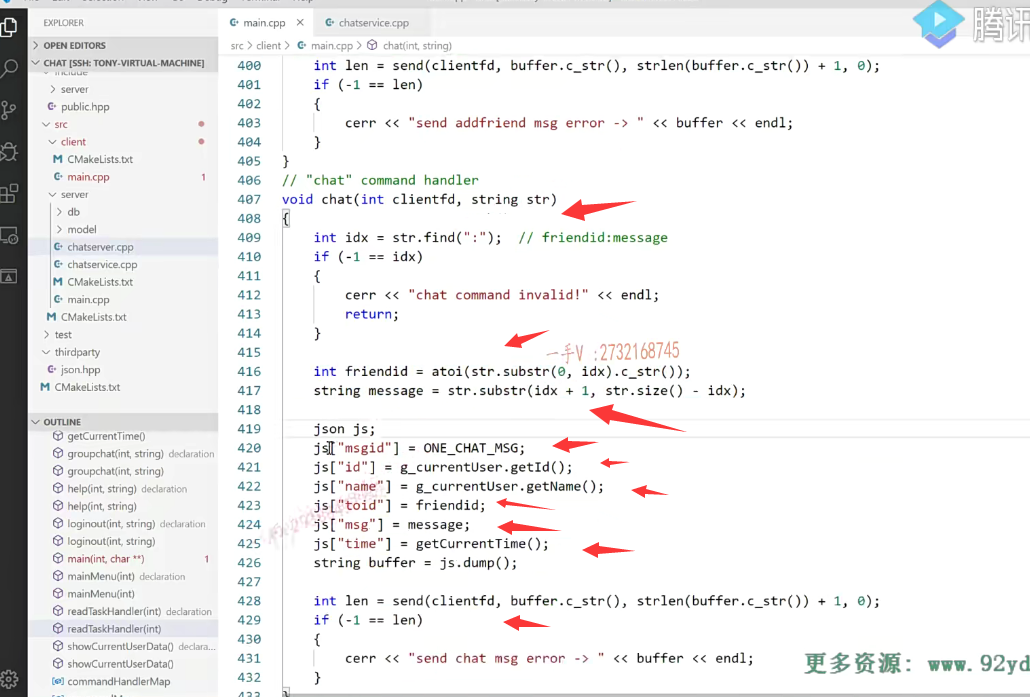 main.cpp
chatservice.cpp
腾讯
EXPLORER
src > client > main.cpp > chat(int, string)
OPEN EDITORS
CHAT [SSH: TONY-VIRTUAL-MACHINE]
include
server
public.hpp
src
client
CMakeLists.txt
main.cpp 1
server
db
model
chatserver.cpp
chatservice.cpp
CMakeLists.txt
main.cpp
CMakeLists.txt
test
thirdparty
json.hpp
CMakeLists.txt
OUTLINE
getCurrentTime()
groupchat(int, string) declaration
groupchat(int, string)
help(int, string) declaration
help(int, string)
loginout(int, string) declaration
loginout(int, string)
main(int, char **) 1
mainMenu(int) declaration
mainMenu(int)
readTaskHandler(int) declaration
readTaskHandler(int)
showCurrentUserData() declara...
showCurrentUserData()
commandHandlerMap
400 int len = send(clientfd, buffer.c_str(), strlen(buffer.c_str()) + 1, 0);
401 if (-1 == len)
402 {
403 cerr << "send addfriend msg error -> " << buffer << endl;
404 }
405 }
406 // "chat" command handler
407 void chat(int clientfd, string str)
408 {
409 int idx = str.find(":"); // friendid:message
410 if (-1 == idx)
411 {
412 cerr << "chat command invalid!" << endl;
413 return;
414 }
415
一手V :2732168745
416 int friendid = atoi(str.substr(0, idx).c_str());
417 string message = str.substr(idx + 1, str.size() - idx);
418
419 json js;
420 js["msgid"] = ONE_CHAT_MSG;
421 js["id"] = g_currentUser.getId();
422 js["name"] = g_currentUser.getName();
423 js["toid"] = friendid;
424 js["msg"] = message;
425 js["time"] = getCurrentTime();
426 string buffer = js.dump();
427
428 int len = send(clientfd, buffer.c_str(), strlen(buffer.c_str()) + 1, 0);
429 if (-1 == len)
430 {
431 cerr << "send chat msg error -> " << buffer << endl;
432 }
433 }
更多资源: www.92yd